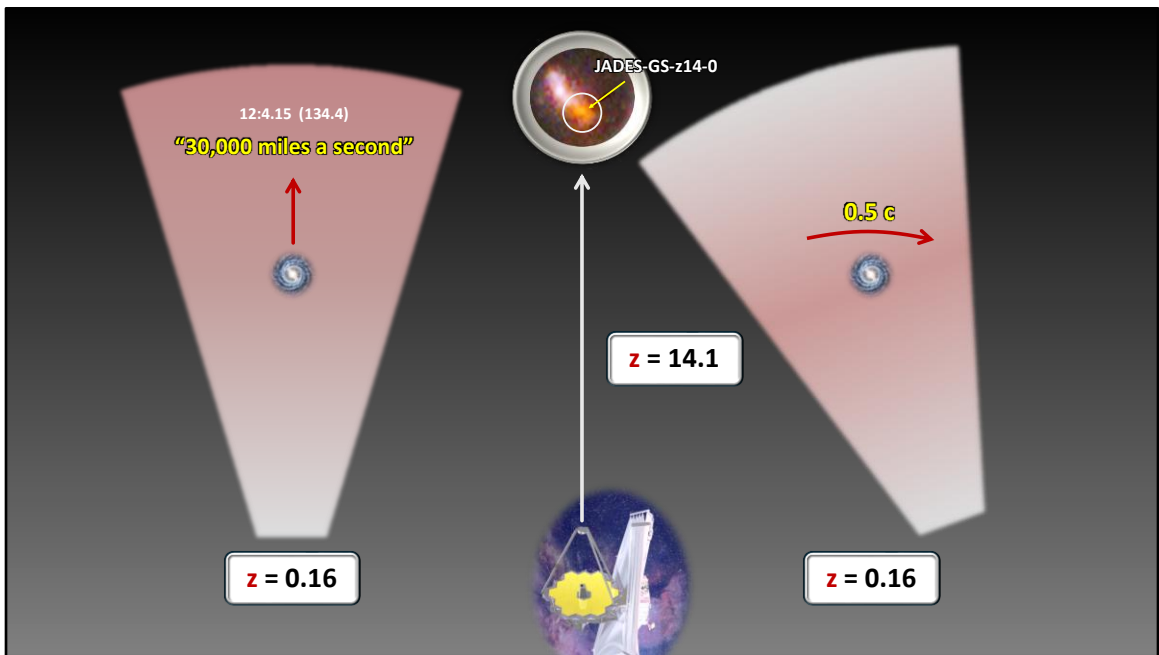 12:4.15 (134.4)
“30,000 miles a second”
z = 0.16
JADES-GS-z14-0
z = 14.1
0.5 c
z = 0.16